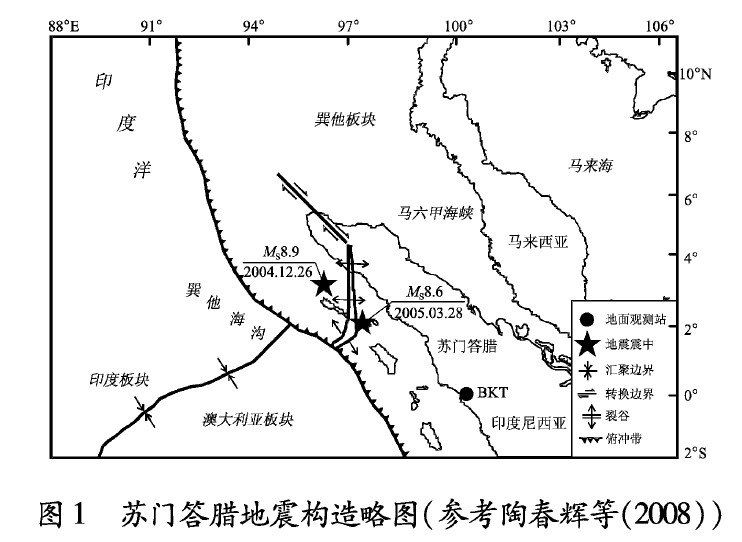 88°E 91° 94° 97° 100° 103° 106°
10°N
8°
6°
4°
2°
0°
2°S
印度洋
巽他板块
马来海
马六甲海峡
马来西亚
Ms8.9
2004.12.26
Ms8.6
2005.03.28
巽他海沟
苏门答腊
印度板块
澳大利亚板块
BKT
印度尼西亚
地面观测站
地震震中
汇聚边界
转换边界
裂谷
俯冲带
图1 苏门答腊地震构造略图(参考陶春辉等(2008))